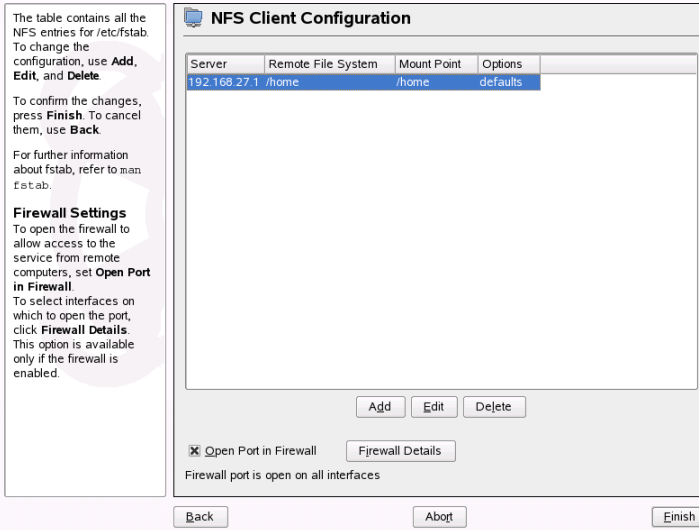 The table contains all the
NFS entries for /etc/fstab.
To change the
configuration, use Add,
Edit, and Delete.
To confirm the changes,
press Finish. To cancel
them, use Back.
For further information
about fstab, refer to man
fstab.
Firewall Settings
To open the firewall to
allow access to the
service from remote
computers, set Open Port
in Firewall.
To select interfaces on
which to open the port,
click Firewall Details.
This option is available
only if the firewall is
enabled.
NFS Client Configuration
Server Remote File System Mount Point Options
192.168.27.1 /home /home defaults
Add Edit Delete
Open Port in Firewall Firewall Details
Firewall port is open on all interfaces
Back Abort Finish